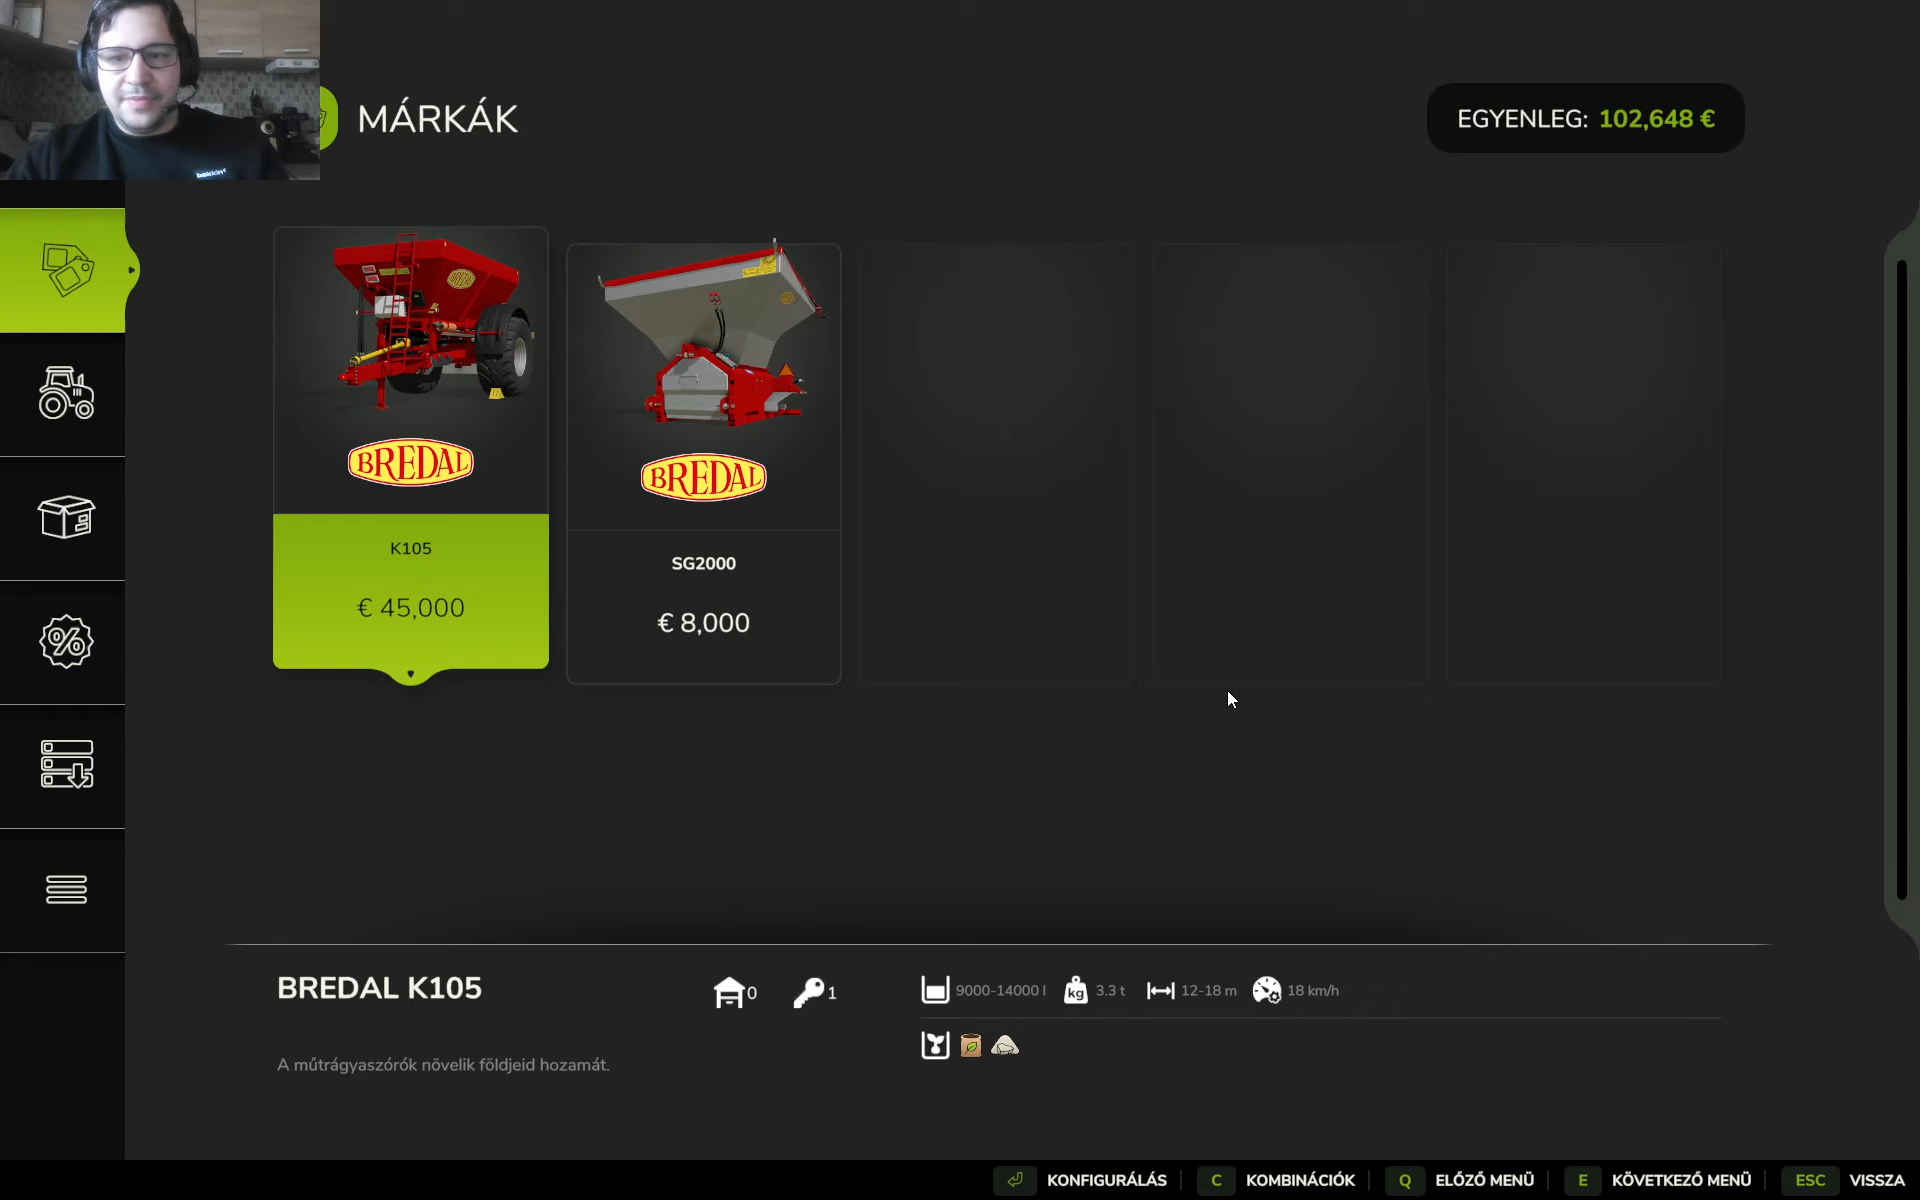 MÁRKÁK
EGYENLEG: 102,648 €
BREDAL
BREDAL
K105
€ 45,000
SG2000
€ 8,000
BREDAL K105
0
1
9000-14000 l
kg
3.3 t
12-18 m
18 km/h
A műtrágyaszórók növelik földjeid hozamát.
KONFIGURÁLÁS
C KOMBINÁCIÓK
Q ELŐZŐ MENÜ
E KÖVETKEZŐ MENÜ
ESC VISSZA